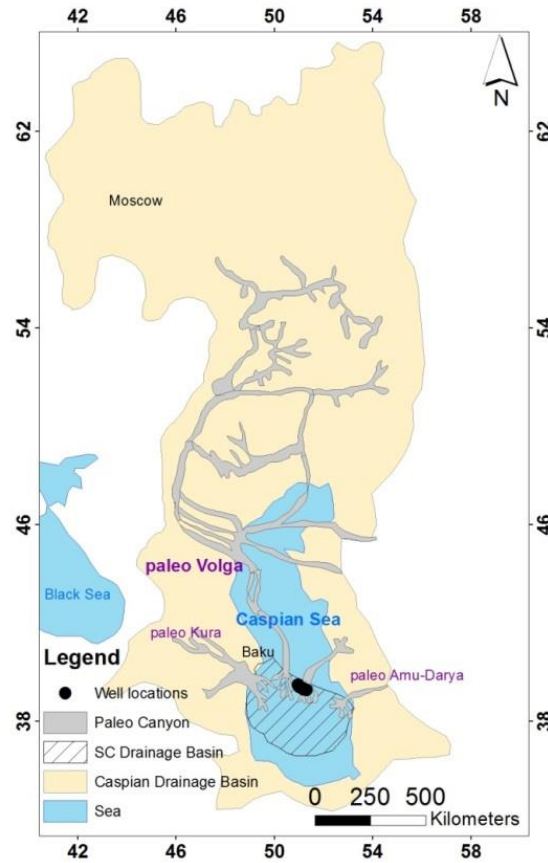 42 46 50 54 58
N
62
62
Moscow
54
54
46
46
paleo Volga
Black Sea
Caspian Sea
paleo Kura
Baku
paleo Amu-Darya
Legend
Well locations
38
38
Paleo Canyon
SC Drainage Basin
Caspian Drainage Basin
Sea
0 250 500
Kilometers
42 46 50 54 58